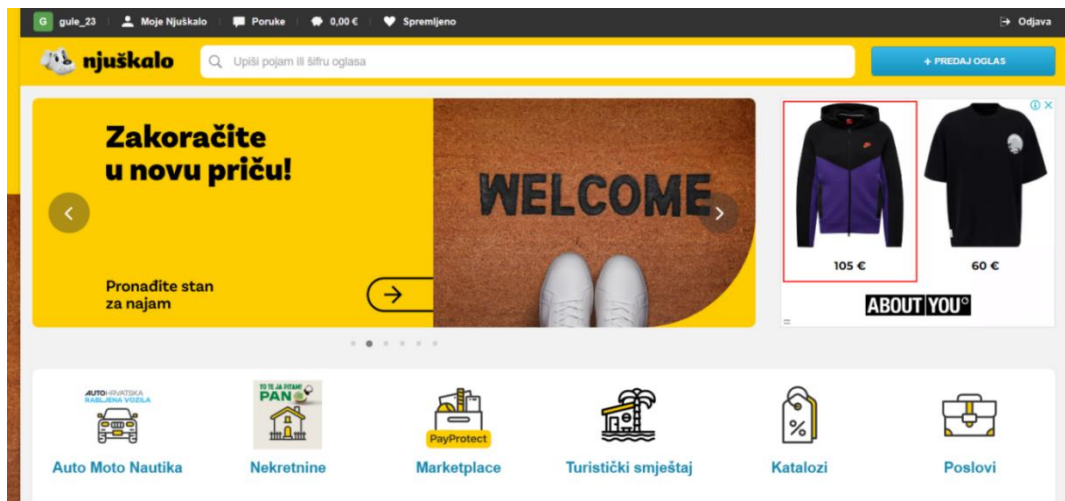 G gule_23 Moje Njuškalo Poruke 0,00 € Spremljeno Odjava
njuškalo Upiši pojam ili šifru oglasa + PREDAJ OGLAS
Zakoračite
u novu priču!
WELCOME
Pronađite stan
za najam
105 € 60 €
ABOUT YOU°
AUTO HRVATSKA
RABLJENA VOZILA
TO TE JA PITAM!
PAN
PayProtect
%
Auto Moto Nautika Nekretnine Marketplace Turistički smještaj Katalozi Poslovi